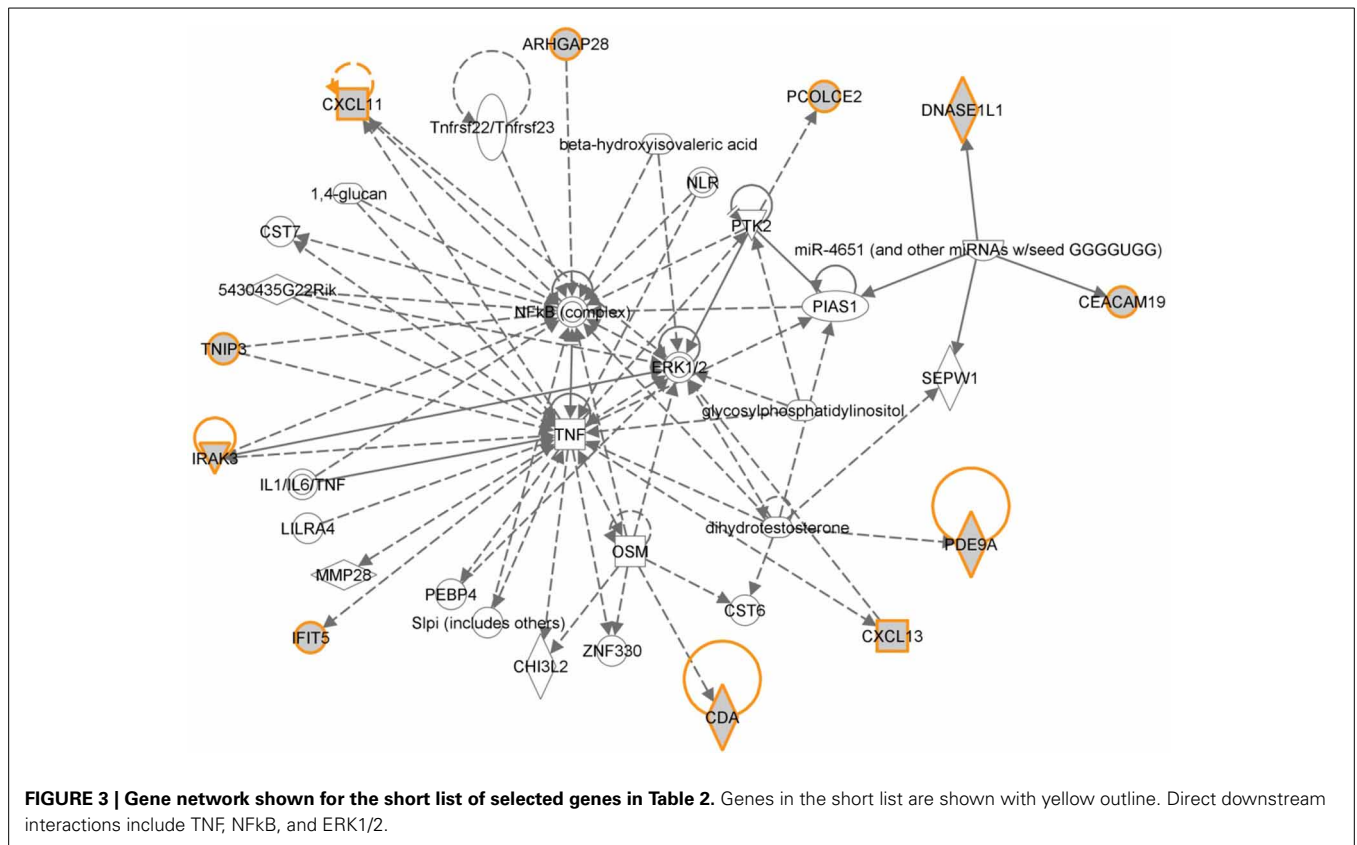 ARHGAP28
CXCL11
PCOLCE2
DNASE1L1
Tnfrsf22/Tnfrsf23
beta-hydroxyisovaleric acid
NLR
1,4-glucan
CST7
PTK2
miR-4651 (and other miRNAs w/seed GGGGUGG)
5430435G22Rik
NFkB (complex)
PIAS1
CEACAM19
TNIP3
ERK1/2
SEPW1
glycosylphosphatidylinositol
TNF
IRAK3
IL1/IL6/TNF
LILRA4
dihydrotestosterone
PDE9A
OSM
MMP28
PEBP4
CST6
Slpi (includes others)
IFIT5
CXCL13
ZNF330
CHI3L2
CDA
FIGURE 3 | Gene network shown for the short list of selected genes in Table 2. Genes in the short list are shown with yellow outline. Direct downstream
interactions include TNF, NFkB, and ERK1/2.